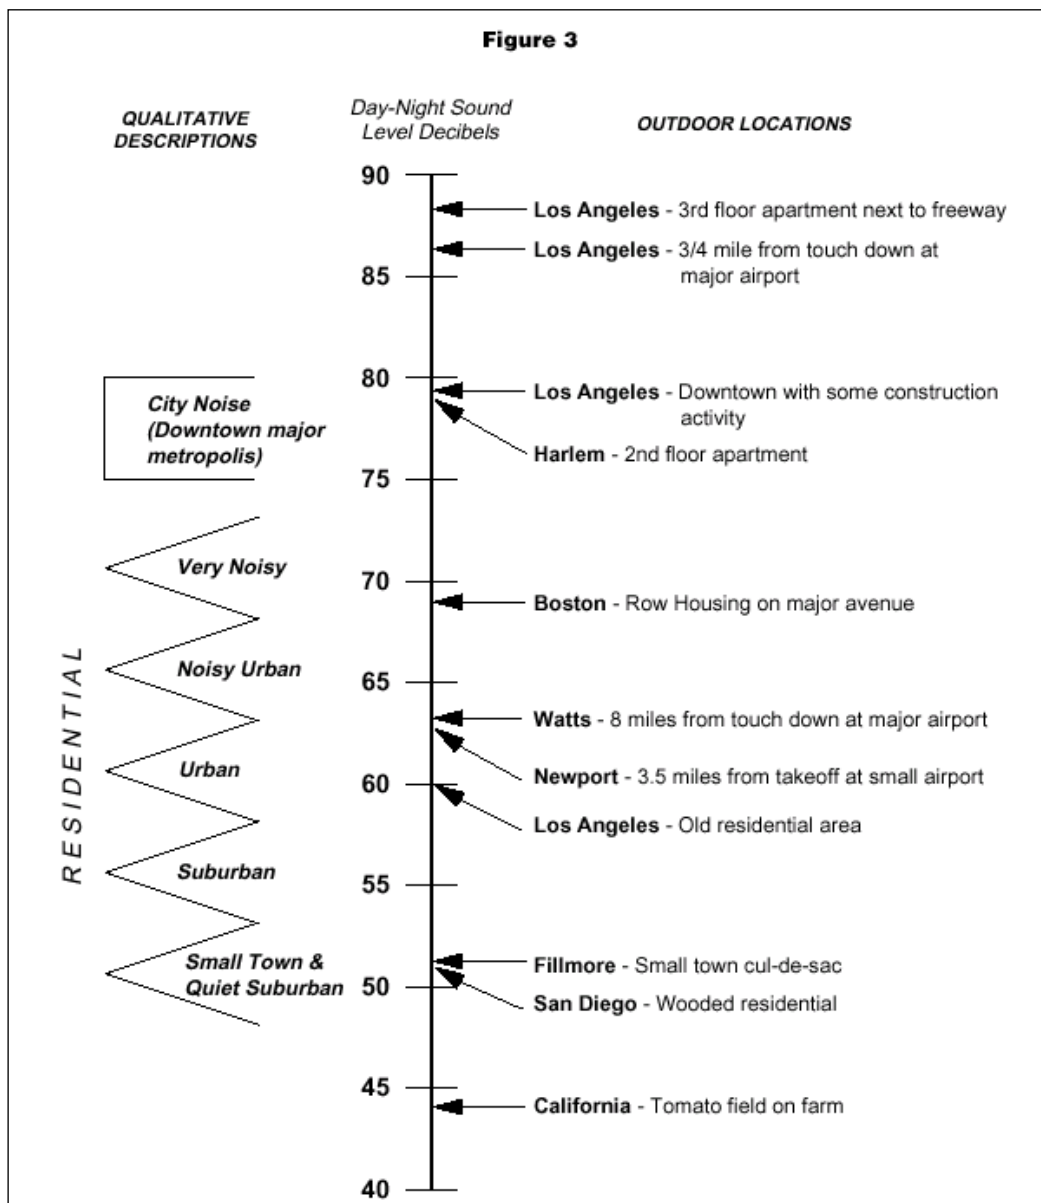 Figure 3
QUALITATIVE
DESCRIPTIONS
Day-Night Sound
Level Decibels
OUTDOOR LOCATIONS
90
Los Angeles - 3rd floor apartment next to freeway
Los Angeles - 3/4 mile from touch down at
major airport
85
80
City Noise
(Downtown major
metropolis)
Los Angeles - Downtown with some construction
activity
Harlem - 2nd floor apartment
75
Very Noisy
70
Boston - Row Housing on major avenue
RESIDENTIAL
Noisy Urban
65
Watts - 8 miles from touch down at major airport
Urban
Newport - 3.5 miles from takeoff at small airport
60
Los Angeles - Old residential area
Suburban
55
Small Town &
Quiet Suburban
Fillmore - Small town cul-de-sac
50
San Diego - Wooded residential
45
California - Tomato field on farm
40